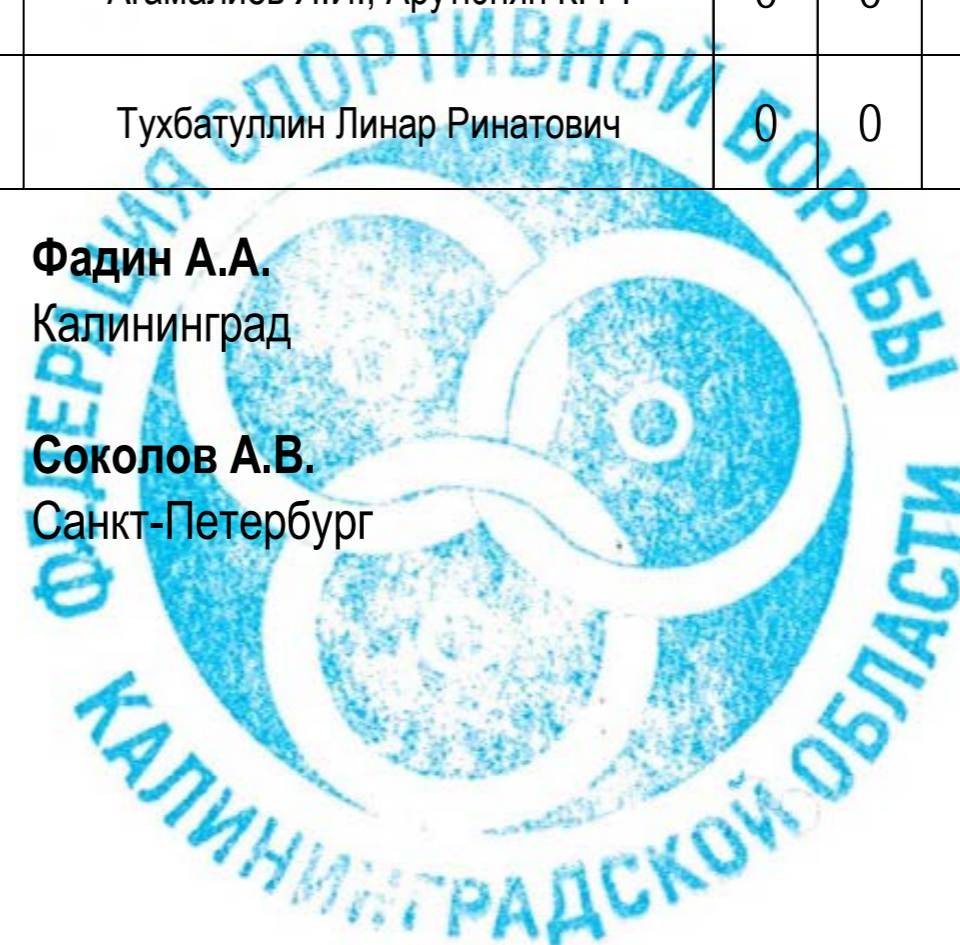 Тухбатуллин Линар Ринатович 0 0
Фадин А.А.
Калининград
Соколов А.В.
Санкт-Петербург
ФЕДЕРАЦИЯ СПОРТИВНОЙ БОРЬБЫ
КАЛИНИНГРАДСКОЙ ОБЛАСТИ